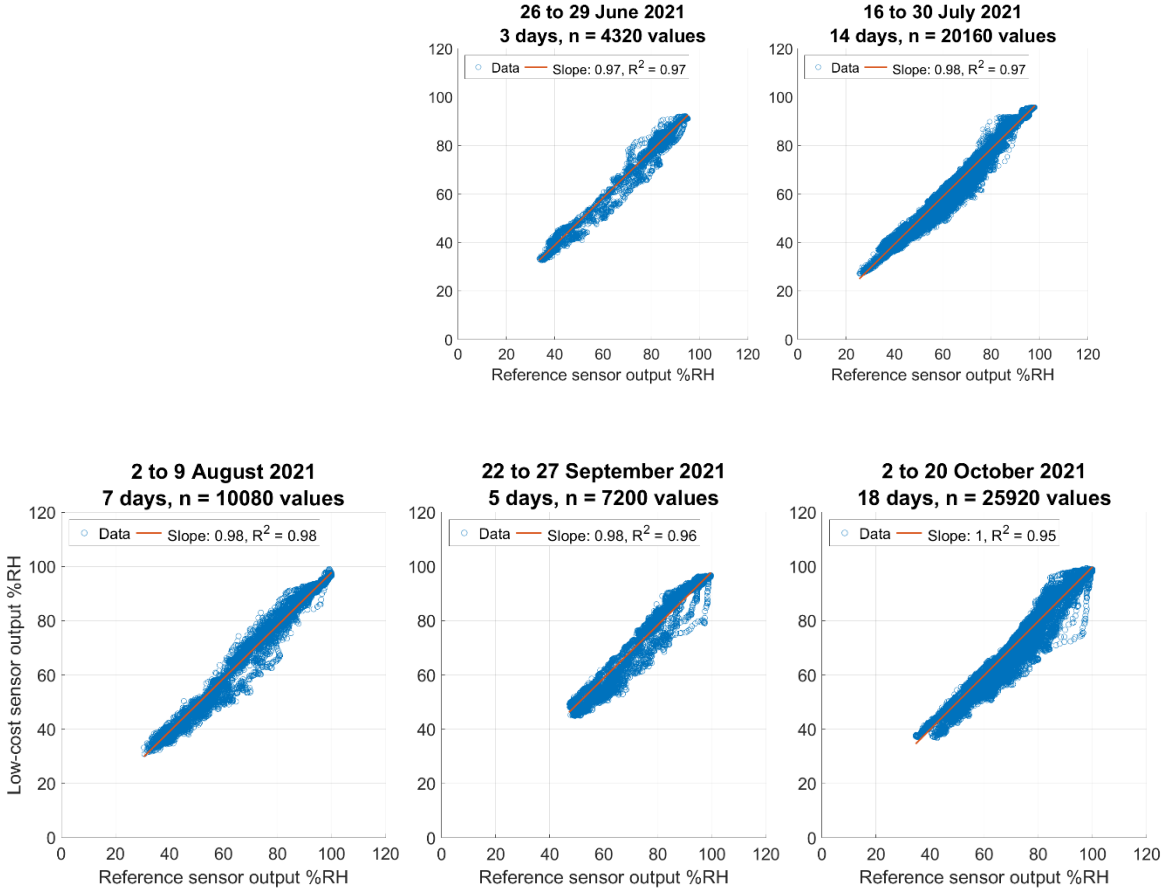 26 to 29 June 2021
3 days, n = 4320 values
120
100
80
60
40
20
0
Data
Slope: 0.97, R² = 0.97
0 20 40 60 80 100 120
Reference sensor output %RH
16 to 30 July 2021
14 days, n = 20160 values
120
100
80
60
40
20
0
Data
Slope: 0.98, R² = 0.97
0 20 40 60 80 100 120
Reference sensor output %RH
2 to 9 August 2021
7 days, n = 10080 values
Low-cost sensor output %RH
120
100
80
60
40
20
0
Data
Slope: 0.98, R² = 0.98
0 20 40 60 80 100 120
Reference sensor output %RH
22 to 27 September 2021
5 days, n = 7200 values
120
100
80
60
40
20
0
Data
Slope: 0.98, R² = 0.96
0 20 40 60 80 100 120
Reference sensor output %RH
2 to 20 October 2021
18 days, n = 25920 values
120
100
80
60
40
20
0
Data
Slope: 1, R² = 0.95
0 20 40 60 80 100 120
Reference sensor output %RH